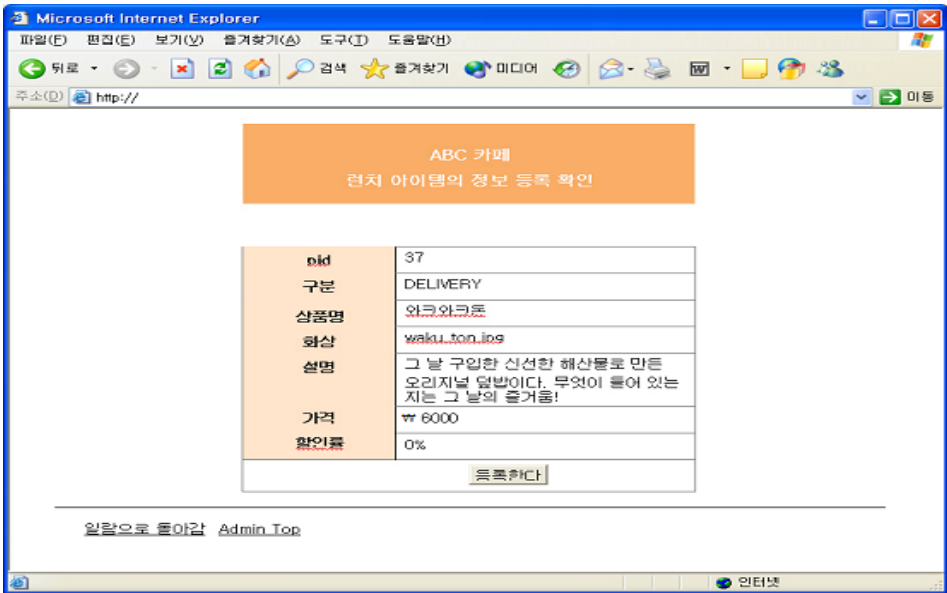 Microsoft Internet Explorer
파일(F) 편집(E) 보기(V) 즐겨찾기(A) 도구(T) 도움말(H)
뒤로 검색 즐겨찾기 미디어
주소(D) http:// 이동
ABC 카페
런치 아이템의 정보 등록 확인
pid 37
구분 DELIVERY
상품명 와크와크돈
화상 waku_ton.jpg
설명 그 날 구입한 신선한 해산물로 만든
오리지널 덮밥이다. 무엇이 들어 있는
지는 그 날의 즐거움!
가격 ₩ 6000
할인률 0%
등록한다
일람으로 돌아감 Admin Top
인터넷